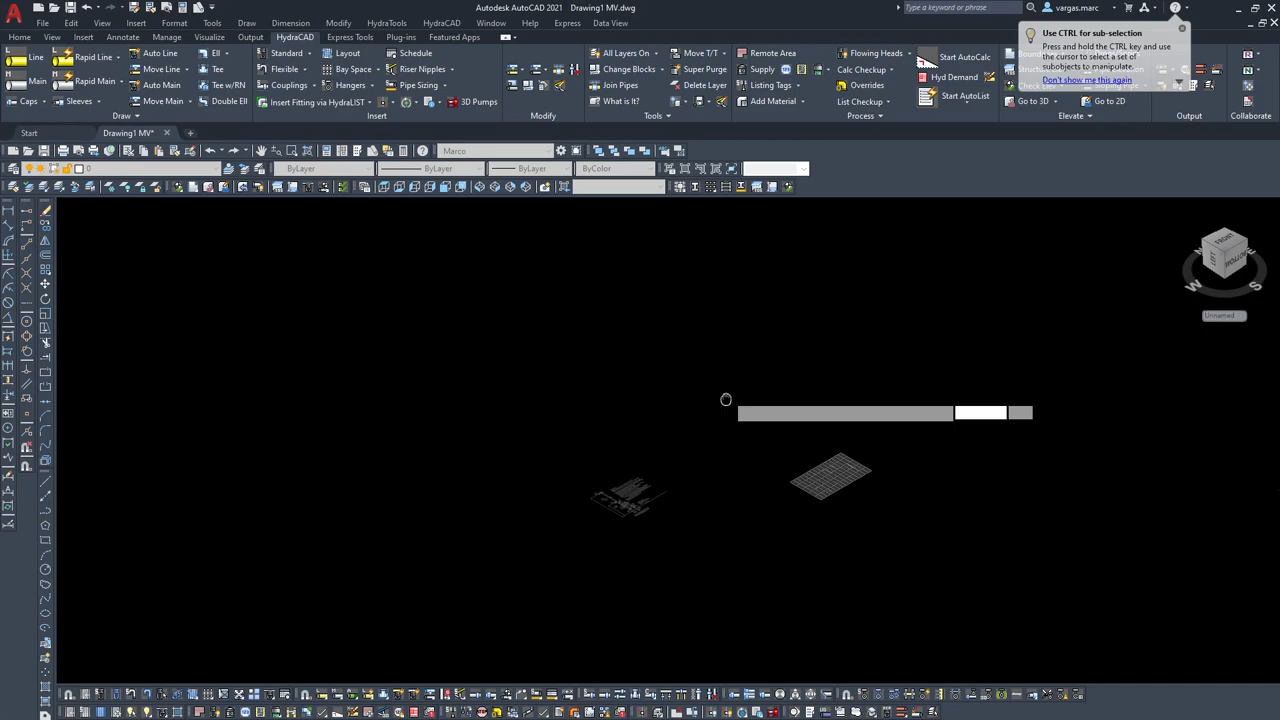 Autodesk AutoCAD 2021 Drawing1 MV.dwg
Type a keyword or phrase
vargas.marc
File Edit View Insert Format Tools Draw Dimension Modify HydraTools HydraCAD Window Help Express Data View
Home View Insert Annotate Manage View Output HydraCAD Express Tools Plug-ins Featured Apps
Use CTRL for sub-selection
Press and hold the CTRL key and use
the cursor to select a set of
subobjects to manipulate.
Don't show me this again
Line Rapid Line Auto Line Ell Standard Layout Schedule All Layers On Move T/T Remote Area Flowing Heads Start AutoCalc
Move Line Tee Flexible Bay Holes Nipples Change Blocks Super Purge Supply Calc Checkup Hyd Demand Go to 3D Go to 2D
Main Rapid Main Auto Main Tee w/RN Couplings Hangers Pipe Sizing Join Pipes Delete Layer Listing Tags Overrides Start AutoList
Caps Sleeves Move Main Double Ell Insert Fitting via HydraLIST 3D Pumps What is It? Add Material List Checkup
Draw Insert Modify Tools Process Elevate Output Collaborate
Start Drawing1 MV*
Marco
0 ByLayer ByLayer ByLayer ByColor
FRONT
LEFT
BOTTOM
W S
Unnamed